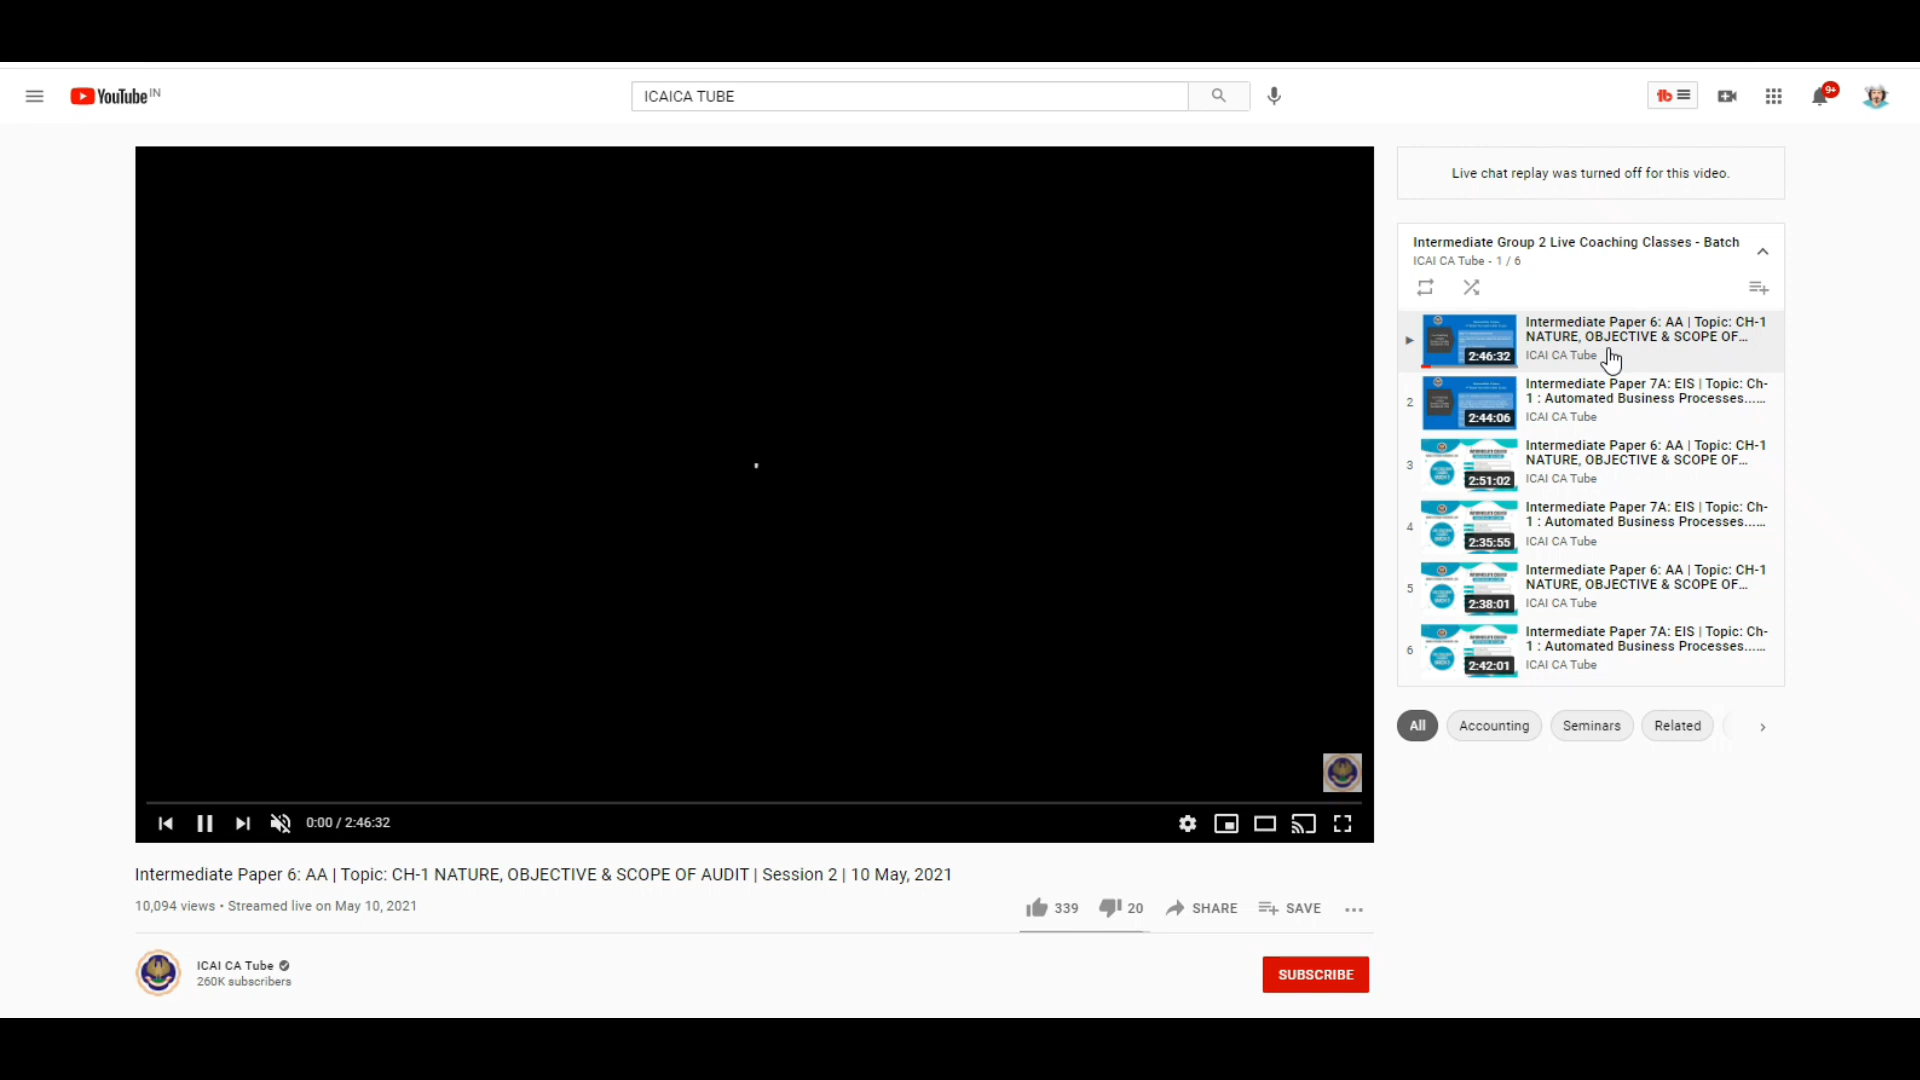 YouTube IN
ICAICA TUBE
9+
Live chat replay was turned off for this video.
Intermediate Group 2 Live Coaching Classes - Batch
ICAI CA Tube - 1 / 6
2:46:32
Intermediate Paper 6: AA | Topic: CH-1
NATURE, OBJECTIVE & SCOPE OF...
ICAI CA Tube
2
2:44:06
Intermediate Paper 7A: EIS | Topic: Ch-
1 : Automated Business Processes......
ICAI CA Tube
3
2:51:02
Intermediate Paper 6: AA | Topic: CH-1
NATURE, OBJECTIVE & SCOPE OF...
ICAI CA Tube
4
2:35:55
Intermediate Paper 7A: EIS | Topic: Ch-
1 : Automated Business Processes......
ICAI CA Tube
5
2:38:01
Intermediate Paper 6: AA | Topic: CH-1
NATURE, OBJECTIVE & SCOPE OF...
ICAI CA Tube
6
2:42:01
Intermediate Paper 7A: EIS | Topic: Ch-
1 : Automated Business Processes......
ICAI CA Tube
All Accounting Seminars Related
0:00 / 2:46:32
Intermediate Paper 6: AA | Topic: CH-1 NATURE, OBJECTIVE & SCOPE OF AUDIT | Session 2 | 10 May, 2021
10,094 views • Streamed live on May 10, 2021
339 20 SHARE SAVE
ICAI CA Tube
260K subscribers
SUBSCRIBE